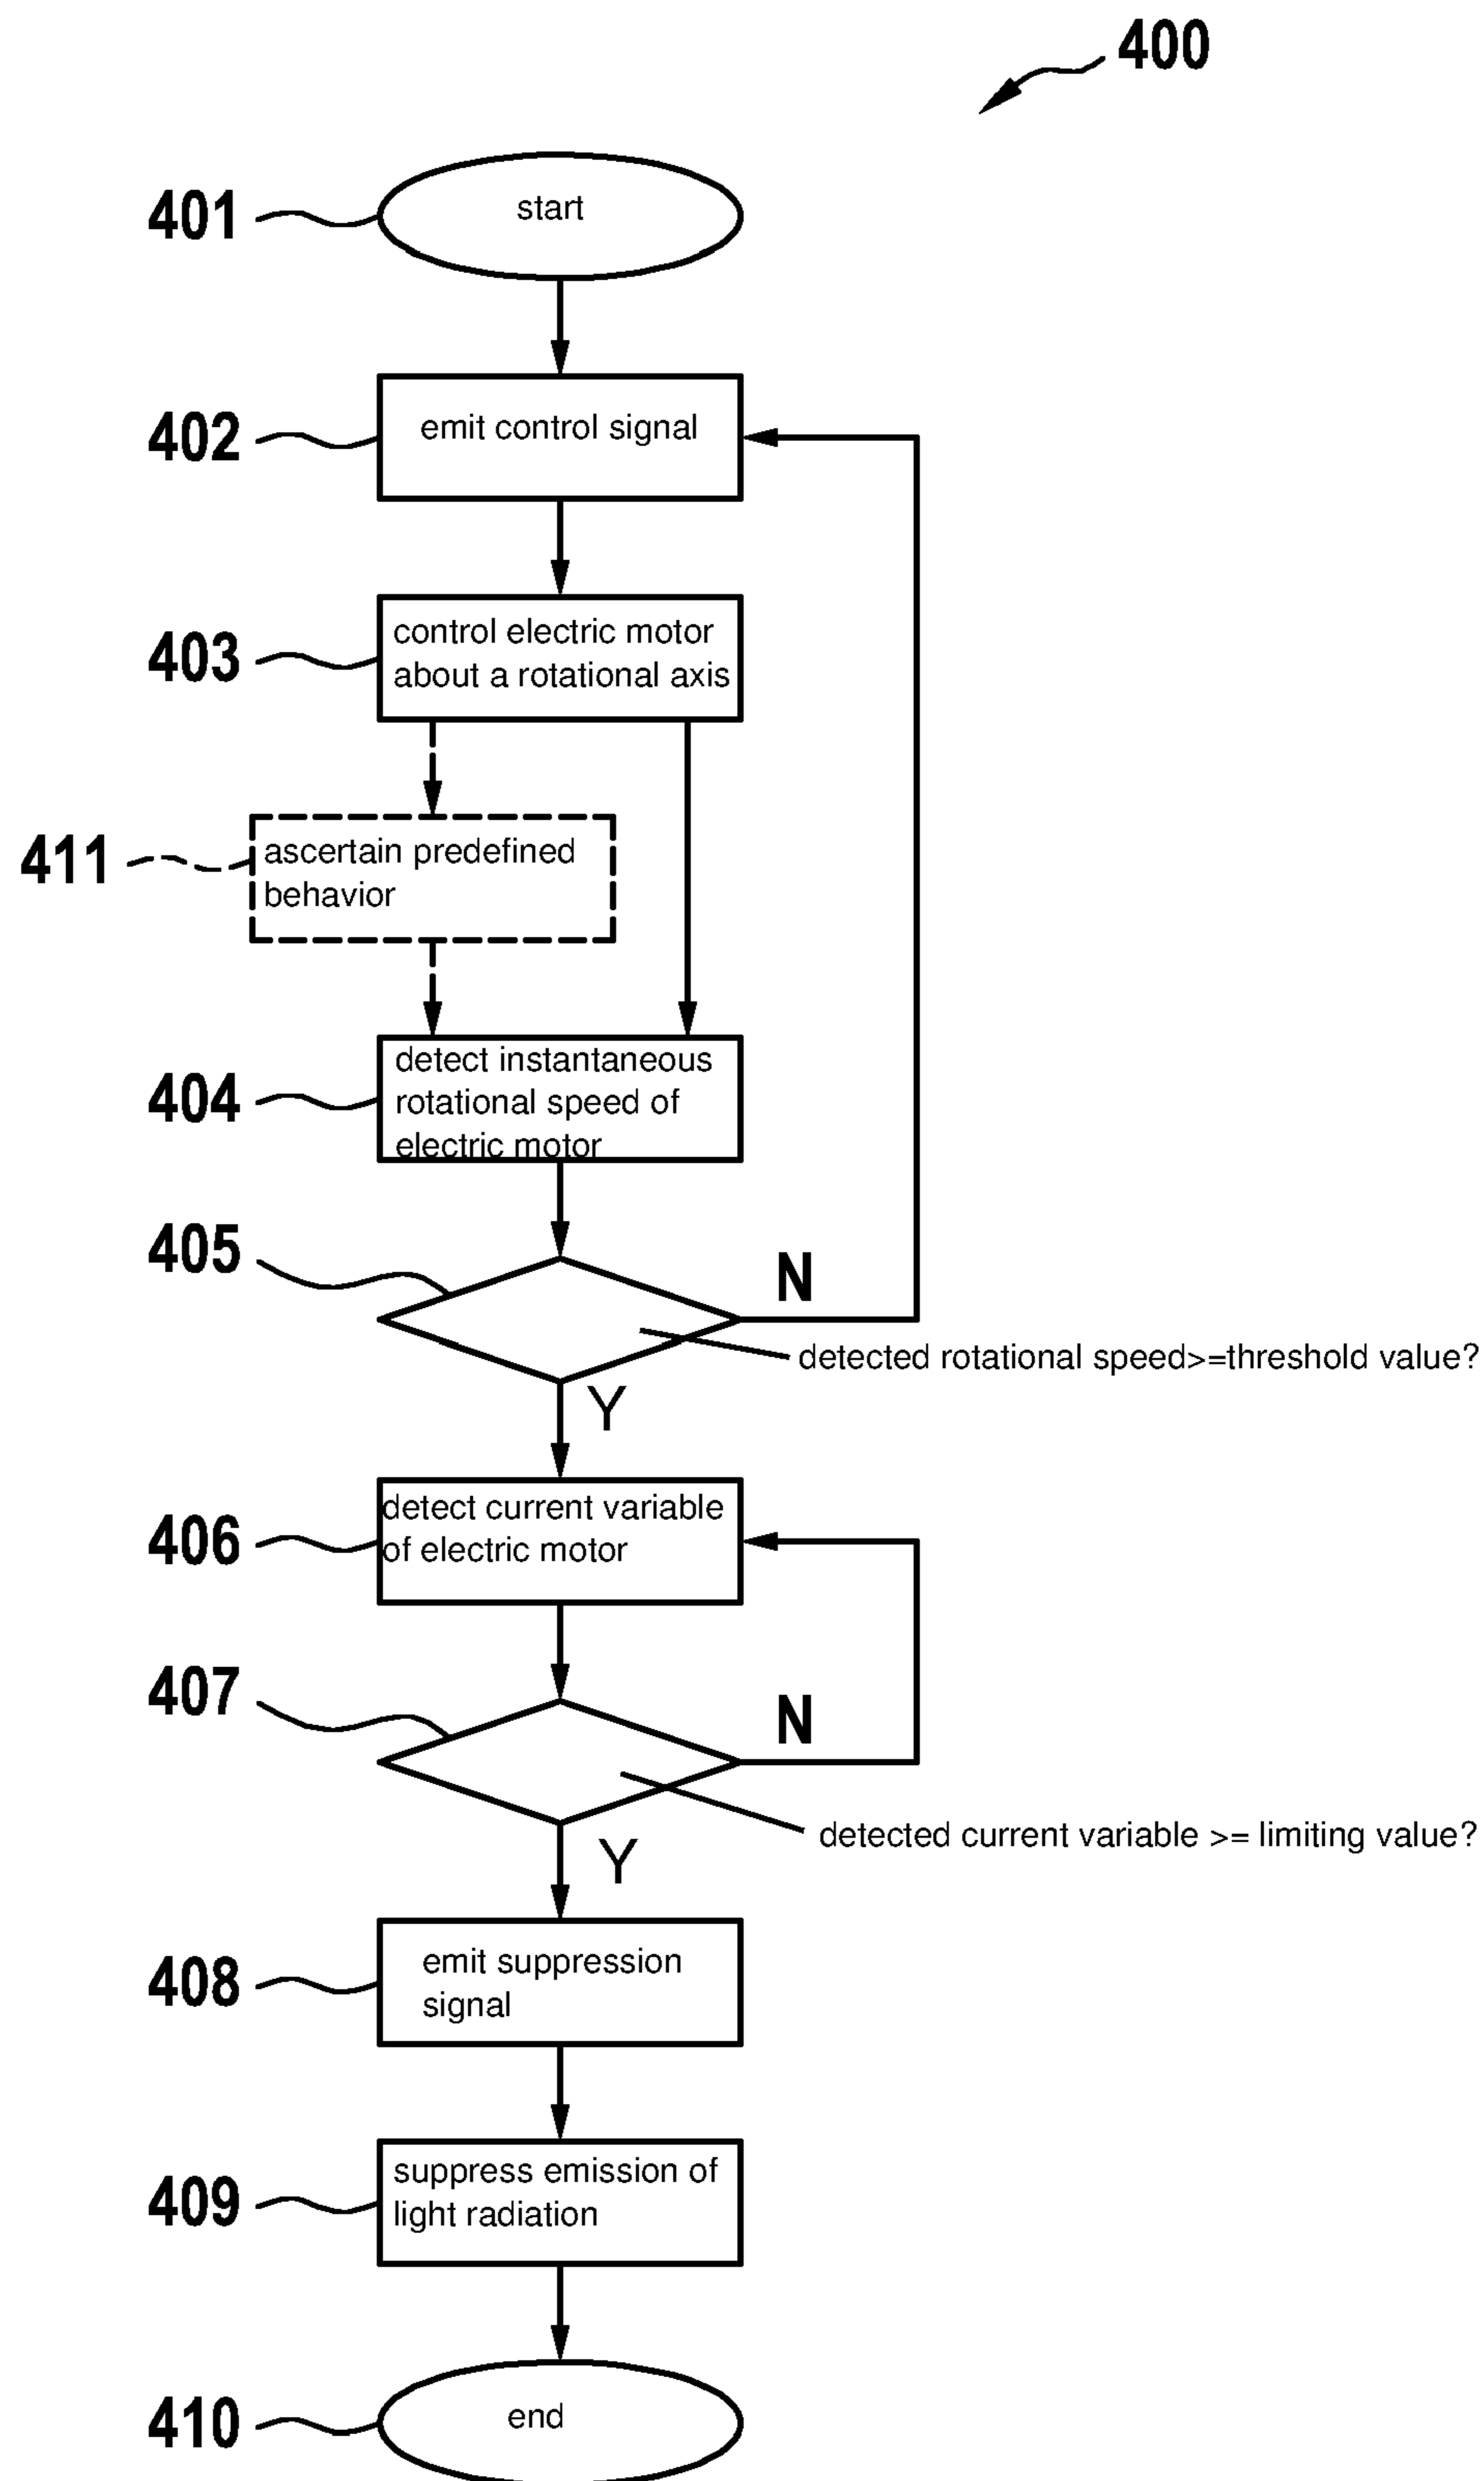 400
401
start
402
emit control signal
403
control electric motor
about a rotational axis
411
ascertain predefined
behavior
404
detect instantaneous
rotational speed of
electric motor
405
N
detected rotational speed>=threshold value?
Y
406
detect current variable
of electric motor
407
N
detected current variable >= limiting value?
Y
408
emit suppression
signal
409
suppress emission of
light radiation
410
end